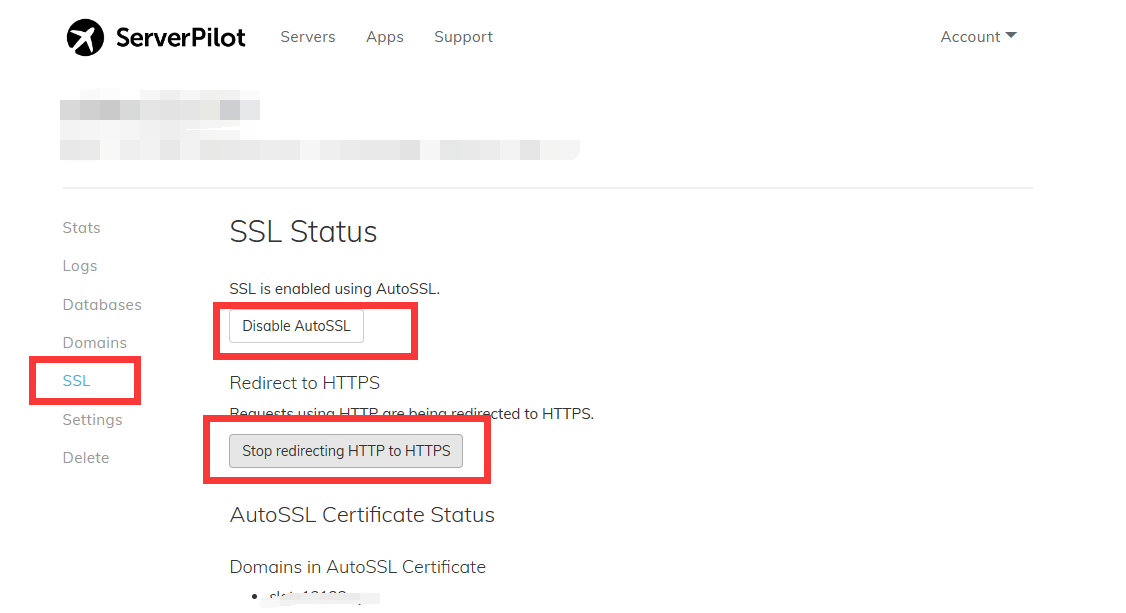 ServerPilot Servers Apps Support Account
Stats
Logs
Databases
Domains
SSL
Settings
Delete
SSL Status
SSL is enabled using AutoSSL.
Disable AutoSSL
Redirect to HTTPS
Requests using HTTP are being redirected to HTTPS.
Stop redirecting HTTP to HTTPS
AutoSSL Certificate Status
Domains in AutoSSL Certificate